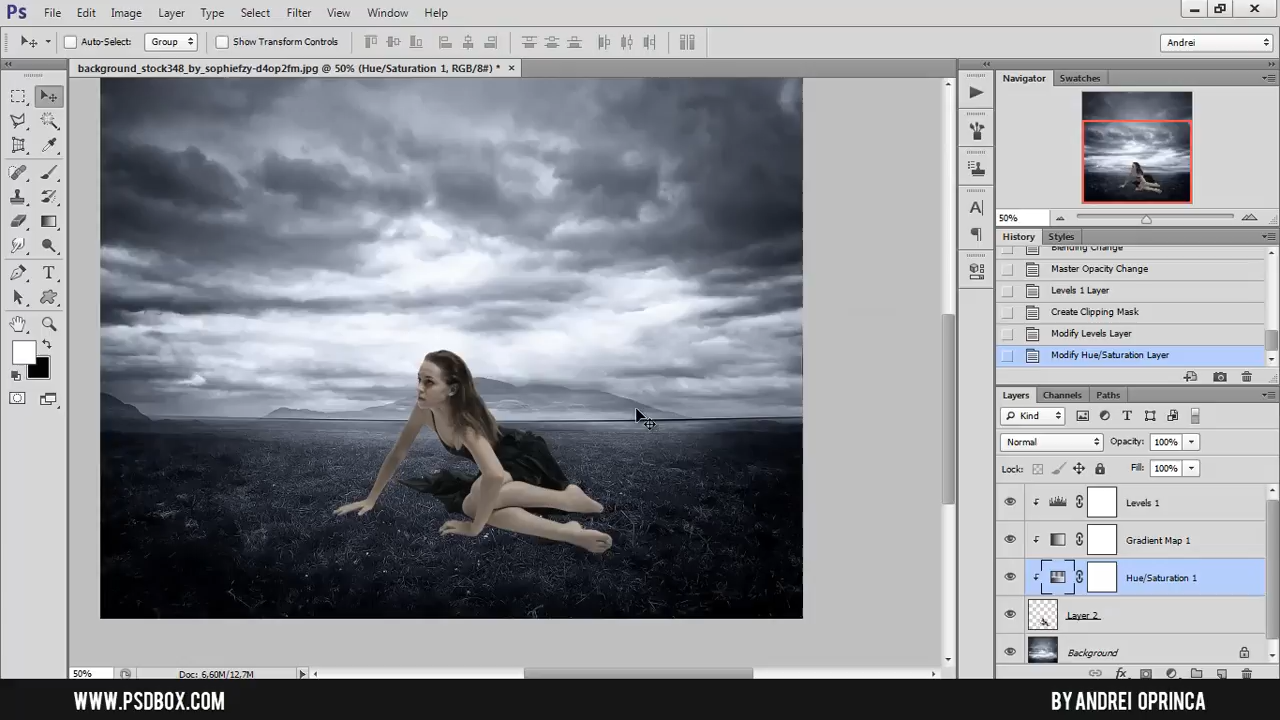 Ps File Edit Image Layer Type Select Filter 3D View Window Help
Auto-Select: Group Show Transform Controls Andrei
background_stock348_by_sophiefzy-d4op2fm.jpg @ 50% (Hue/Saturation 1, RGB/8#) * ×
Navigator Swatches
50%
History Styles
Blending Change
Master Opacity Change
Levels 1 Layer
Create Clipping Mask
Modify Levels Layer
Modify Hue/Saturation Layer
Layers Channels Paths
Kind
Normal Opacity: 100%
Lock: Fill: 100%
Levels 1
Gradient Map 1
Hue/Saturation 1
Layer 2
Background
50% Doc: 6,60M/12,7M
WWW.PSDBOX.COM BY ANDREI OPRINCA